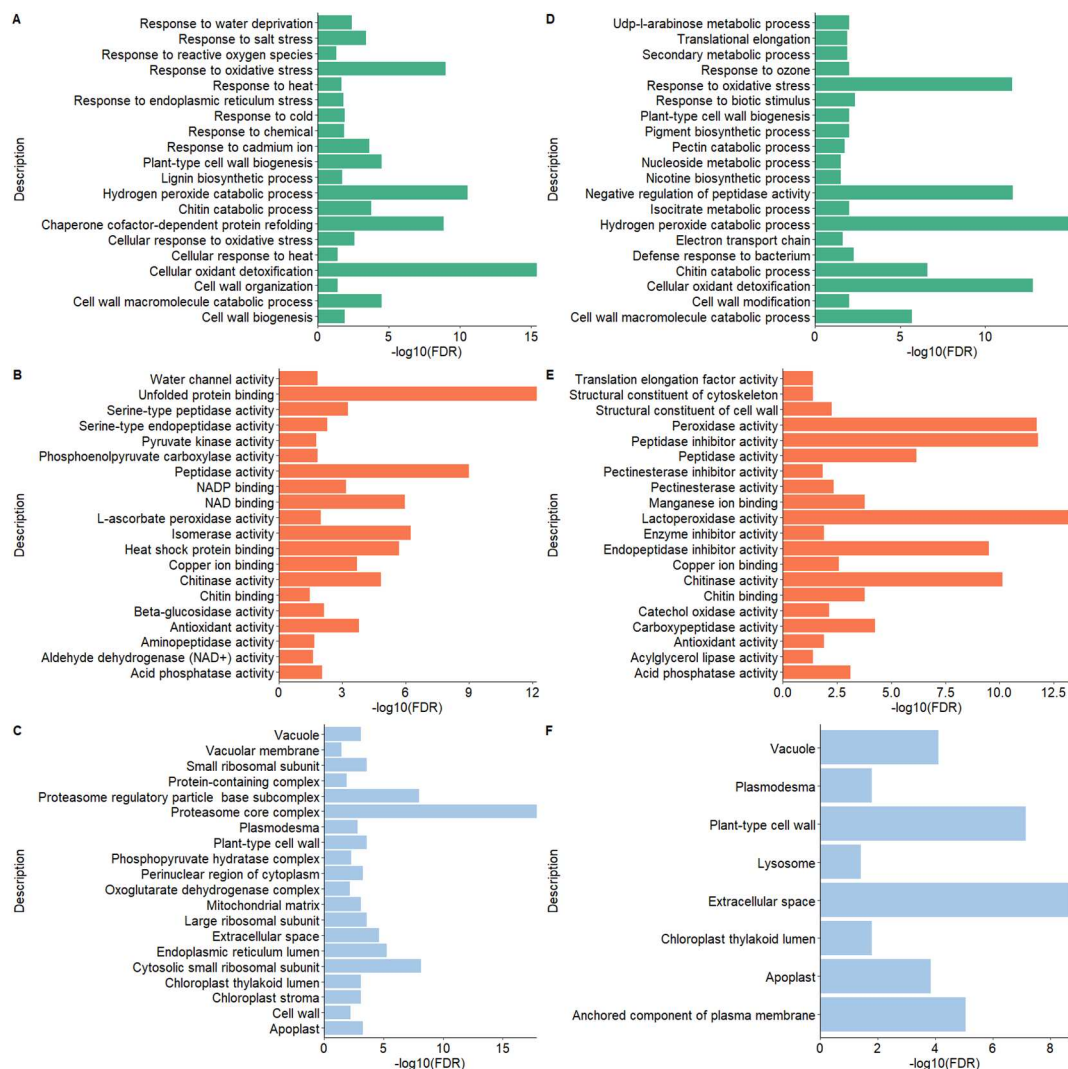 A
Description
Response to water deprivation
Response to salt stress
Response to reactive oxygen species
Response to oxidative stress
Response to heat
Response to endoplasmic reticulum stress
Response to cold
Response to chemical
Response to cadmium ion
Plant-type cell wall biogenesis
Lignin biosynthetic process
Hydrogen peroxide catabolic process
Chitin catabolic process
Chaperone cofactor-dependent protein refolding
Cellular response to oxidative stress
Cellular response to heat
Cellular oxidant detoxification
Cell wall organization
Cell wall macromolecule catabolic process
Cell wall biogenesis
0 5 10 15
-log10(FDR)
B
Description
Water channel activity
Unfolded protein binding
Serine-type peptidase activity
Serine-type endopeptidase activity
Pyruvate kinase activity
Phosphoenolpyruvate carboxylase activity
Peptidase activity
NADP binding
NAD binding
L-ascorbate peroxidase activity
Isomerase activity
Heat shock protein binding
Copper ion binding
Chitinase activity
Chitin binding
Beta-glucosidase activity
Antioxidant activity
Aminopeptidase activity
Aldehyde dehydrogenase (NAD+) activity
Acid phosphatase activity
0 3 6 9 12
-log10(FDR)
C
Description
Vacuole
Vacuolar membrane
Small ribosomal subunit
Protein-containing complex
Proteasome regulatory particle base subcomplex
Proteasome core complex
Plasmodesma
Plant-type cell wall
Phosphopyruvate hydratase complex
Perinuclear region of cytoplasm
Oxoglutarate dehydrogenase complex
Mitochondrial matrix
Large ribosomal subunit
Extracellular space
Endoplasmic reticulum lumen
Cytosolic small ribosomal subunit
Chloroplast thylakoid lumen
Chloroplast stroma
Cell wall
Apoplast
0 5 10 15
-log10(FDR)
D
Description
Udp-l-arabinose metabolic process
Translational elongation
Secondary metabolic process
Response to ozone
Response to oxidative stress
Response to biotic stimulus
Plant-type cell wall biogenesis
Pigment biosynthetic process
Pectin catabolic process
Nucleoside metabolic process
Nicotine biosynthetic process
Negative regulation of peptidase activity
Isocitrate metabolic process
Hydrogen peroxide catabolic process
Electron transport chain
Defense response to bacterium
Chitin catabolic process
Cellular oxidant detoxification
Cell wall modification
Cell wall macromolecule catabolic process
0 5 10
-log10(FDR)
E
Description
Translation elongation factor activity
Structural constituent of cytoskeleton
Structural constituent of cell wall
Peroxidase activity
Peptidase inhibitor activity
Peptidase activity
Pectinesterase inhibitor activity
Pectinesterase activity
Manganese ion binding
Lactoperoxidase activity
Enzyme inhibitor activity
Endopeptidase inhibitor activity
Copper ion binding
Chitinase activity
Chitin binding
Catechol oxidase activity
Carboxypeptidase activity
Antioxidant activity
Acylglycerol lipase activity
Acid phosphatase activity
0.0 2.5 5.0 7.5 10.0 12.5
-log10(FDR)
F
Description
Vacuole
Plasmodesma
Plant-type cell wall
Lysosome
Extracellular space
Chloroplast thylakoid lumen
Apoplast
Anchored component of plasma membrane
0 2 4 6 8
-log10(FDR)